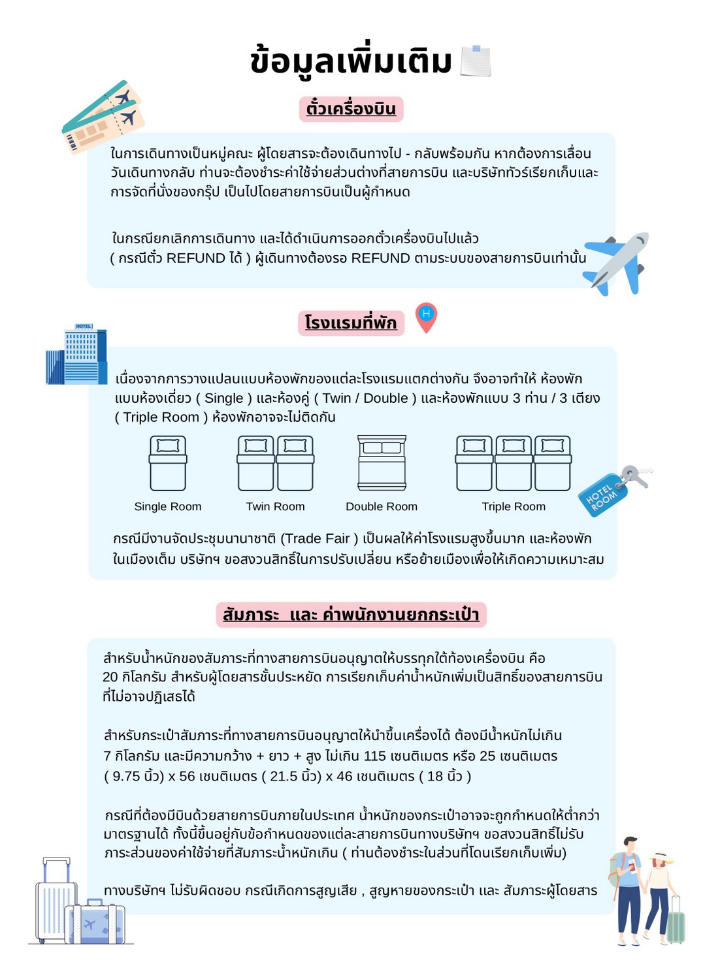 ข้อมูลเพิ่มเติม
ตั๋วเครื่องบิน
ในการเดินทางเป็นหมู่คณะ ผู้โดยสารจะต้องเดินทางไป - กลับพร้อมกัน หากต้องการเลื่อน
วันเดินทางกลับ ท่านจะต้องชำระค่าใช้จ่ายส่วนต่างที่สายการบิน และบริษัททัวร์เรียกเก็บและ
การจัดที่นั่งของกรุ๊ป เป็นไปโดยสายการบินเป็นผู้กำหนด
ในกรณียกเลิกการเดินทาง และได้ดำเนินการออกตั๋วเครื่องบินไปแล้ว
( กรณีตั๋ว REFUND ได้ ) ผู้เดินทางต้องรอ REFUND ตามระบบของสายการบินเท่านั้น
HOTEL
โรงแรมที่พัก
H
เนื่องจากการวางแปลนแบบห้องพักของแต่ละโรงแรมแตกต่างกัน จึงอาจทำให้ ห้องพัก
แบบห้องเดี่ยว ( Single ) และห้องคู่ ( Twin / Double ) และห้องพักแบบ 3 ท่าน / 3 เตียง
( Triple Room ) ห้องพักอาจจะไม่ติดกัน
Single Room Twin Room Double Room Triple Room
HOTEL ROOM
กรณีมีงานจัดประชุมนานาชาติ (Trade Fair ) เป็นผลให้ค่าโรงแรมสูงขึ้นมาก และห้องพัก
ในเมืองเต็ม บริษัทฯ ขอสงวนสิทธิ์ในการปรับเปลี่ยน หรือย้ายเมืองเพื่อให้เกิดความเหมาะสม
สัมภาระ และ ค่าพนักงานยกกระเป๋า
สำหรับน้ำหนักของสัมภาระที่ทางสายการบินอนุญาตให้บรรทุกใต้ท้องเครื่องบิน คือ
20 กิโลกรัม สำหรับผู้โดยสารชั้นประหยัด การเรียกเก็บค่าน้ำหนักเพิ่มเป็นสิทธิ์ของสายการบิน
ที่ไม่อาจปฏิเสธได้
สำหรับกระเป๋าสัมภาระที่ทางสายการบินอนุญาตให้นำขึ้นเครื่องได้ ต้องมีน้ำหนักไม่เกิน
7 กิโลกรัม และมีความกว้าง + ยาว + สูง ไม่เกิน 115 เซนติเมตร หรือ 25 เซนติเมตร
( 9.75 นิ้ว) x 56 เซนติเมตร ( 21.5 นิ้ว) x 46 เซนติเมตร ( 18 นิ้ว )
กรณีที่ต้องมีบินด้วยสายการบินภายในประเทศ น้ำหนักของกระเป๋าอาจจะถูกกำหนดให้ต่ำกว่า
มาตรฐานได้ ทั้งนี้ขึ้นอยู่กับข้อกำหนดของแต่ละสายการบินทางบริษัทฯ ขอสงวนสิทธิ์ไม่รับ
ภาระส่วนของค่าใช้จ่ายที่สัมภาระน้ำหนักเกิน ( ท่านต้องชำระในส่วนที่โดนเรียกเก็บเพิ่ม)
ทางบริษัทฯ ไม่รับผิดชอบ กรณีเกิดการสูญเสีย , สูญหายของกระเป๋า และ สัมภาระผู้โดยสาร